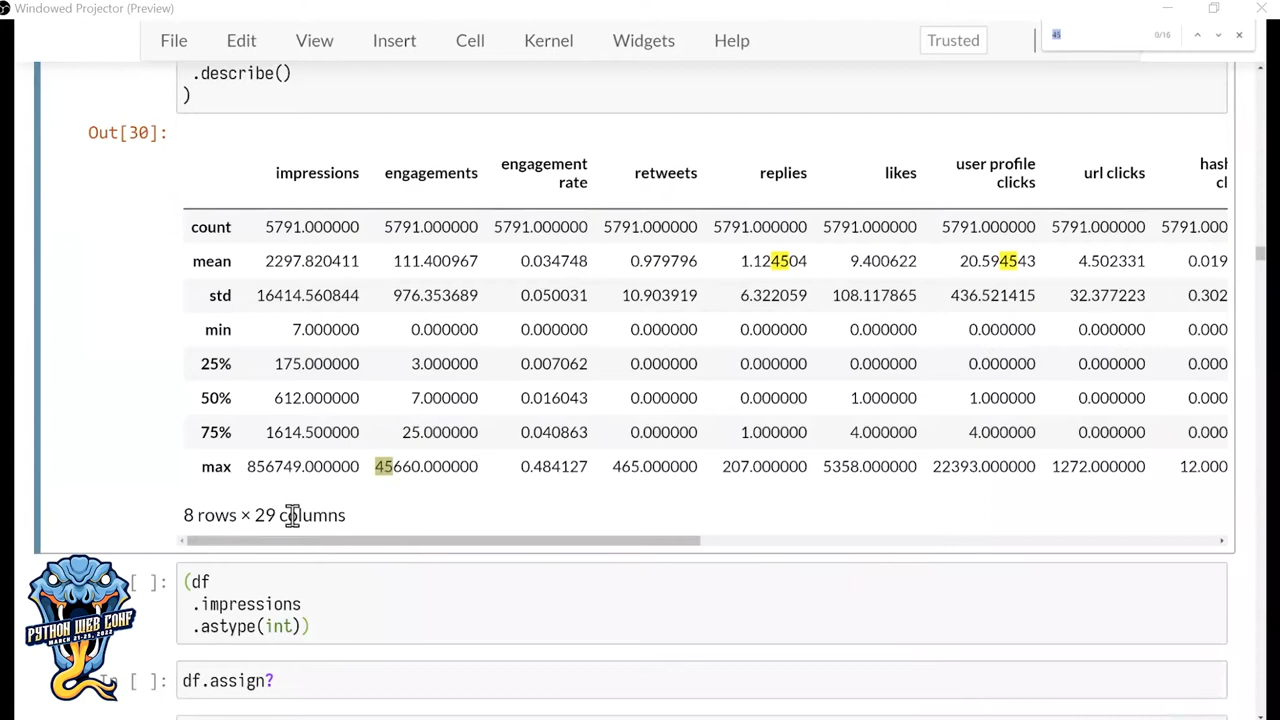 Windowed Projector (Preview)
File Edit View Insert Cell Kernel Widgets Help Trusted
45 0/16
.describe()
)
Out[30]:
impressions engagements engagement rate retweets replies likes user profile clicks url clicks hash cl
count 5791.000000 5791.000000 5791.000000 5791.000000 5791.000000 5791.000000 5791.000000 5791.000000 5791.000
mean 2297.820411 111.400967 0.034748 0.979796 1.124504 9.400622 20.594543 4.502331 0.019
std 16414.560844 976.353689 0.050031 10.903919 6.322059 108.117865 436.521415 32.377223 0.302
min 7.000000 0.000000 0.000000 0.000000 0.000000 0.000000 0.000000 0.000000 0.000
25% 175.000000 3.000000 0.007062 0.000000 0.000000 0.000000 0.000000 0.000000 0.000
50% 612.000000 7.000000 0.016043 0.000000 0.000000 1.000000 1.000000 0.000000 0.000
75% 1614.500000 25.000000 0.040863 0.000000 1.000000 4.000000 4.000000 0.000000 0.000
max 856749.000000 45660.000000 0.484127 465.000000 207.000000 5358.000000 22393.000000 1272.000000 12.000
8 rows × 29 columns
[ ]: (df
.impressions
.astype(int))
In [ ]: df.assign?
PYTHON WEB CONF
MARCH 21-25, 2022